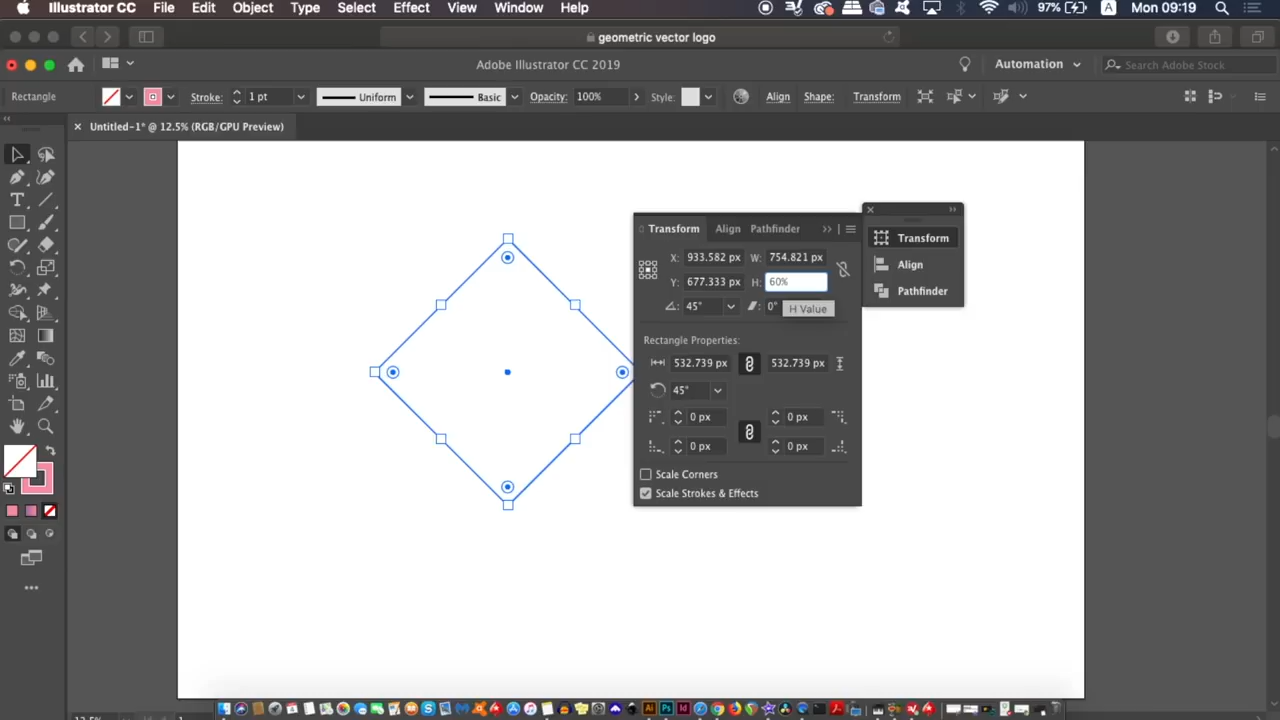 Illustrator CC File Edit Object Type Select Effect View Window Help 97% A Mon 09:19
geometric vector logo
Adobe Illustrator CC 2019 Automation Search Adobe Stock
Rectangle Stroke: 1 pt Uniform Basic Opacity: 100% Style: Align Shape: Transform
× Untitled-1* @ 12.5% (RGB/GPU Preview)
Transform Align Pathfinder
X: 933.582 px W: 754.821 px
Y: 677.333 px H: 60%
45° 0° H Value
Rectangle Properties:
532.739 px 532.739 px
45°
0 px 0 px
0 px 0 px
Scale Corners
Scale Strokes & Effects
Transform
Align
Pathfinder
12.5% 1